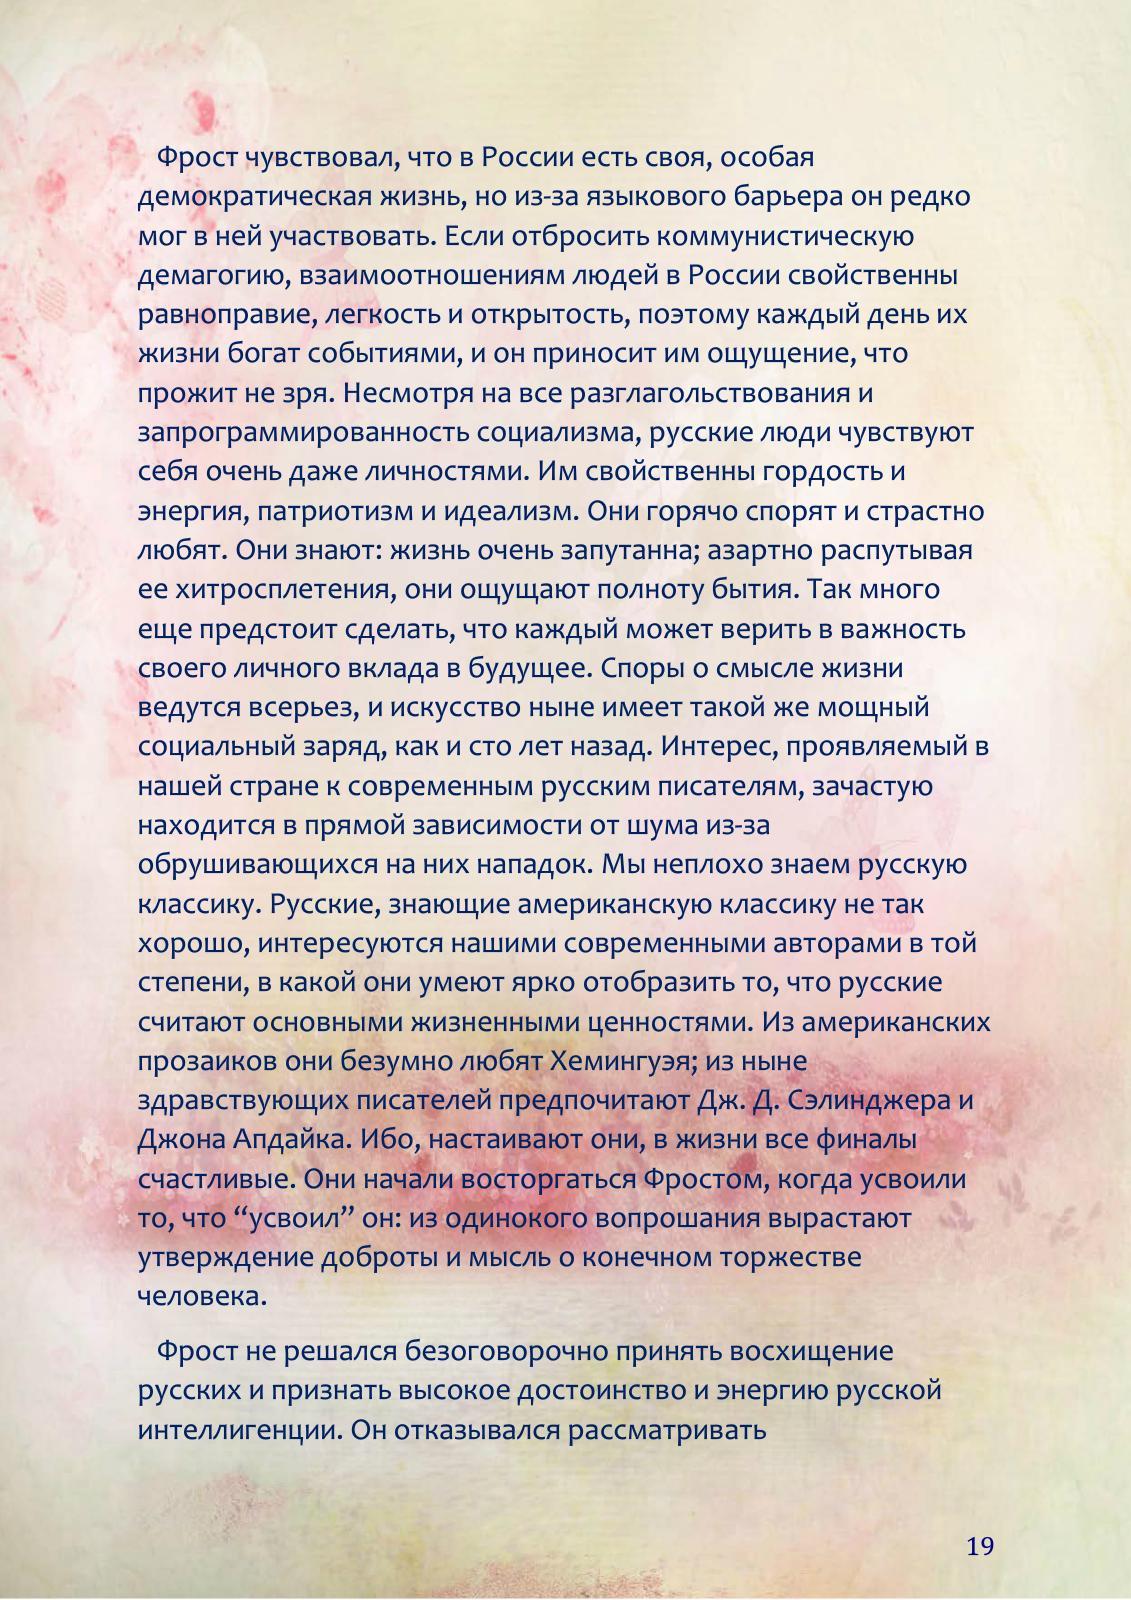 Фрост чувствовал, что в России есть своя, особая
демократическая жизнь, но из-за языкового барьера он редко
мог в ней участвовать. Если отбросить коммунистическую
демагогию, взаимоотношениям людей в России свойственны
равноправие, легкость и открытость, поэтому каждый день их
жизни богат событиями, и он приносит им ощущение, что
прожит не зря. Несмотря на все разглагольствования и
запрограммированность социализма, русские люди чувствуют
себя очень даже личностями. Им свойственны гордость и
энергия, патриотизм и идеализм. Они горячо спорят и страстно
любят. Они знают: жизнь очень запутанна; азартно распутывая
ее хитросплетения, они ощущают полноту бытия. Так много
еще предстоит сделать, что каждый может верить в важность
своего личного вклада в будущее. Споры о смысле жизни
ведутся всерьез, и искусство ныне имеет такой же мощный
социальный заряд, как и сто лет назад. Интерес, проявляемый в
нашей стране к современным русским писателям, зачастую
находится в прямой зависимости от шума из-за
обрушивающихся на них нападок. Мы неплохо знаем русскую
классику. Русские, знающие американскую классику не так
хорошо, интересуются нашими современными авторами в той
степени, в какой они умеют ярко отобразить то, что русские
считают основными жизненными ценностями. Из американских
прозаиков они безумно любят Хемингуэя; из ныне
здравствующих писателей предпочитают Дж. Д. Сэлинджера и
Джона Апдайка. Ибо, настаивают они, в жизни все финалы
счастливые. Они начали восторгаться Фростом, когда усвоили
то, что “усвоил” он: из одинокого вопрошания вырастают
утверждение доброты и мысль о конечном торжестве
человека.
Фрост не решался безоговорочно принять восхищение
русских и признать высокое достоинство и энергию русской
интеллигенции. Он отказывался рассматривать
19